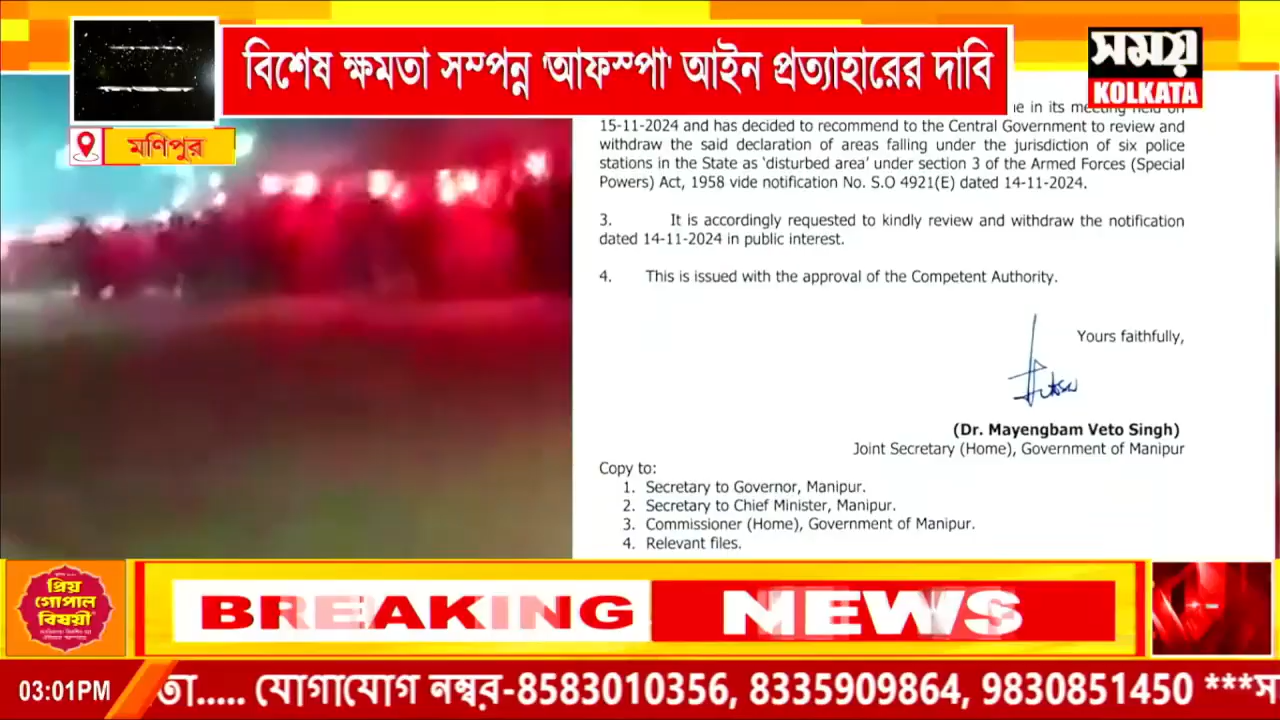 বিশেষ ক্ষমতা সম্পন্ন 'আফস্পা' আইন প্রত্যাহারের দাবি
সময়
KOLKATA
মণিপুর
in its meeting held on
15-11-2024 and has decided to recommend to the Central Government to review and
withdraw the said declaration of areas falling under the jurisdiction of six police
stations in the State as ‘disturbed area’ under section 3 of the Armed Forces (Special
Powers) Act, 1958 vide notification No. S.O 4921(E) dated 14-11-2024.
3. It is accordingly requested to kindly review and withdraw the notification
dated 14-11-2024 in public interest.
4. This is issued with the approval of the Competent Authority.
Yours faithfully,
(Dr. Mayengbam Veto Singh)
Joint Secretary (Home), Government of Manipur
Copy to:
1. Secretary to Governor, Manipur.
2. Secretary to Chief Minister, Manipur.
3. Commissioner (Home), Government of Manipur.
4. Relevant files.
প্রিয়
গোপাল
বিষয়ী
BREAKING NEWS
03:01PM
তা..... যোগাযোগ নম্বর-8583010356, 8335909864, 9830851450 ***স